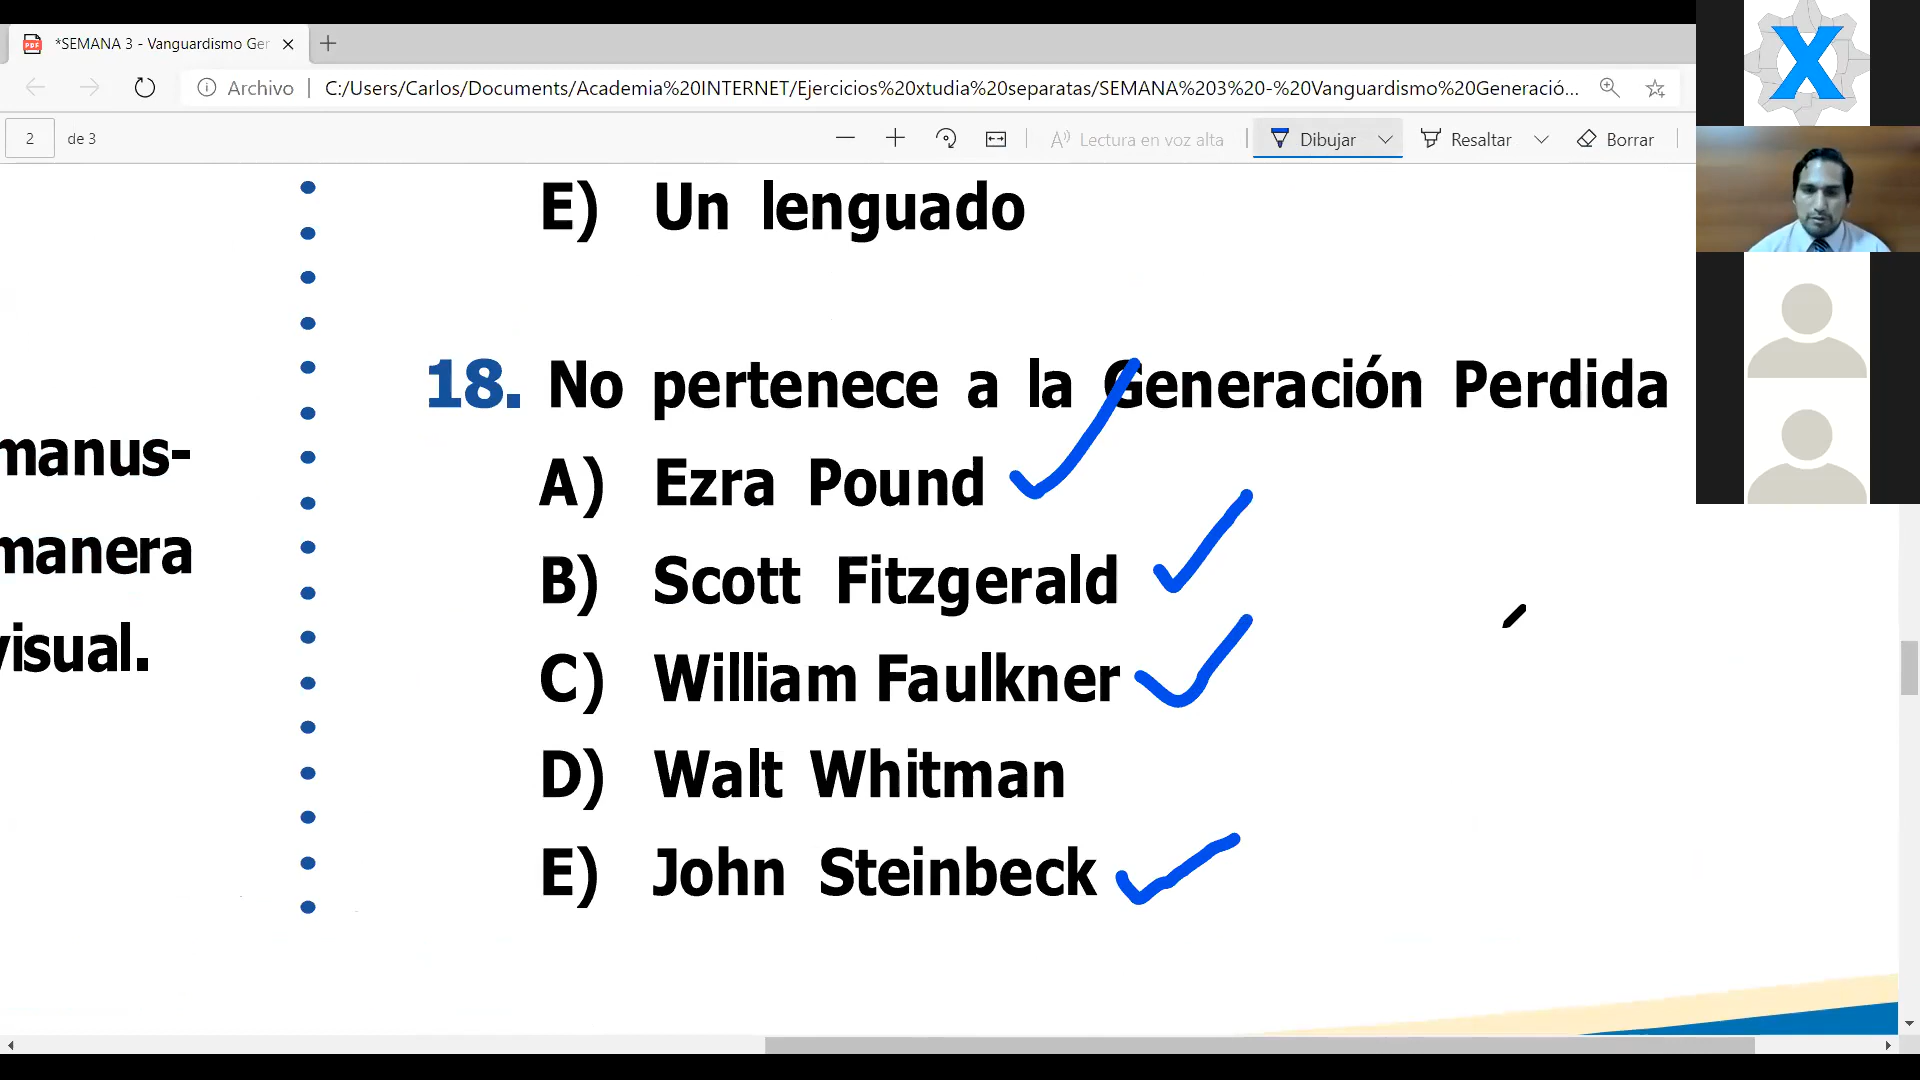 *SEMANA 3 - Vanguardismo Ger
Archivo
C:/Users/Carlos/Documents/Academia%20INTERNET/Ejercicios%20xtudia%20separatas/SEMANA%203%20-%20Vanguardismo%20Generació...
2
de 3
Lectura en voz alta
Dibujar
Resaltar
Borrar
X
manus-
manera
visual.
E) Un lenguado
18. No pertenece a la Generación Perdida
A) Ezra Pound
B) Scott Fitzgerald
C) William Faulkner
D) Walt Whitman
E) John Steinbeck